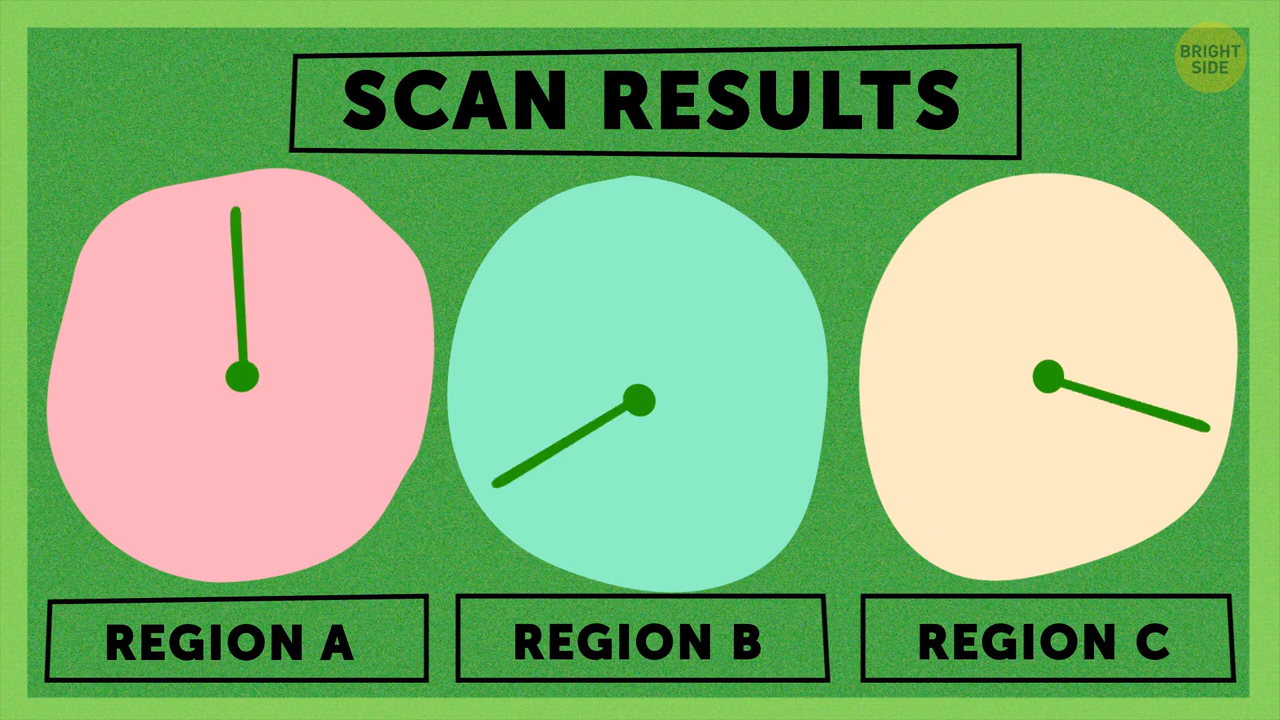 SCAN RESULTS
BRIGHT
SIDE
REGION A
REGION B
REGION C